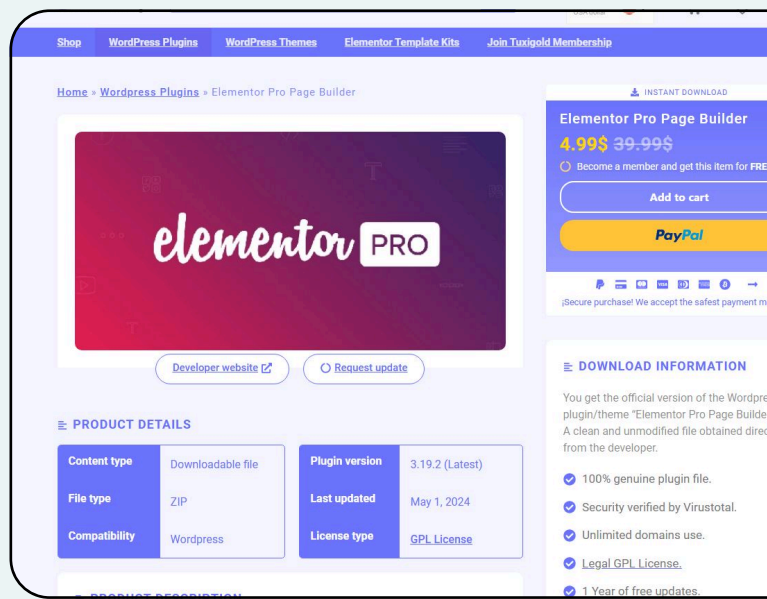 Shop WordPress Plugins WordPress Themes Elementor Template Kits Join Tuxigold Membership
Home » Wordpress Plugins » Elementor Pro Page Builder
elementor PRO
Developer website
Request update
PRODUCT DETAILS
Content type Downloadable file
File type ZIP
Compatibility Wordpress
Plugin version 3.19.2 (Latest)
Last updated May 1, 2024
License type GPL License
INSTANT DOWNLOAD
Elementor Pro Page Builder
4.99$ 39.99$
Become a member and get this item for FRE
Add to cart
PayPal
¡Secure purchase! We accept the safest payment m
DOWNLOAD INFORMATION
You get the official version of the Wordpre
plugin/theme "Elementor Pro Page Builde
A clean and unmodified file obtained direc
from the developer.
100% genuine plugin file.
Security verified by Virustotal.
Unlimited domains use.
Legal GPL License.
1 Year of free updates.